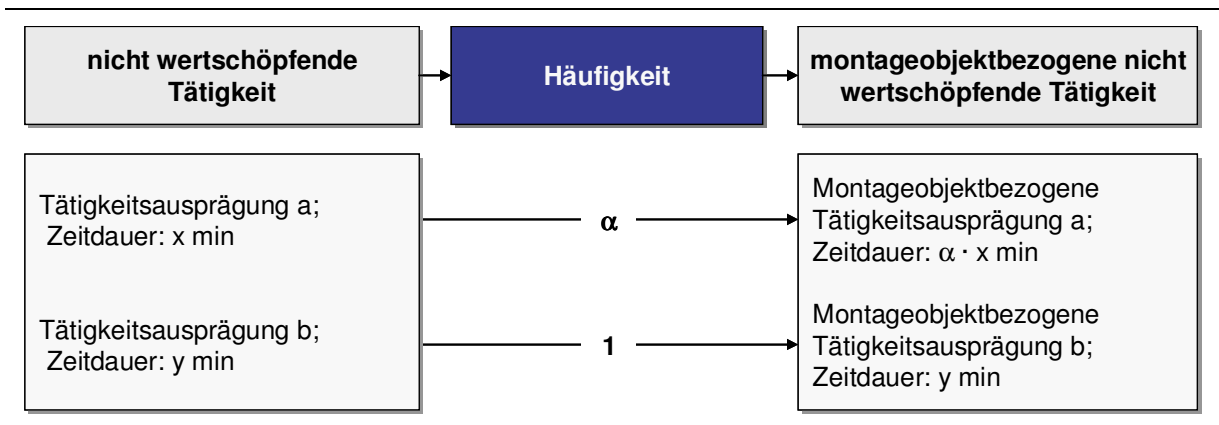 nicht wertschöpfende
Tätigkeit
Häufigkeit
montageobjektbezogene nicht
wertschöpfende Tätigkeit
Tätigkeitsausprägung a;
Zeitdauer: x min
α
Montageobjektbezogene
Tätigkeitsausprägung a;
Zeitdauer: α · x min
Tätigkeitsausprägung b;
Zeitdauer: y min
1
Montageobjektbezogene
Tätigkeitsausprägung b;
Zeitdauer: y min